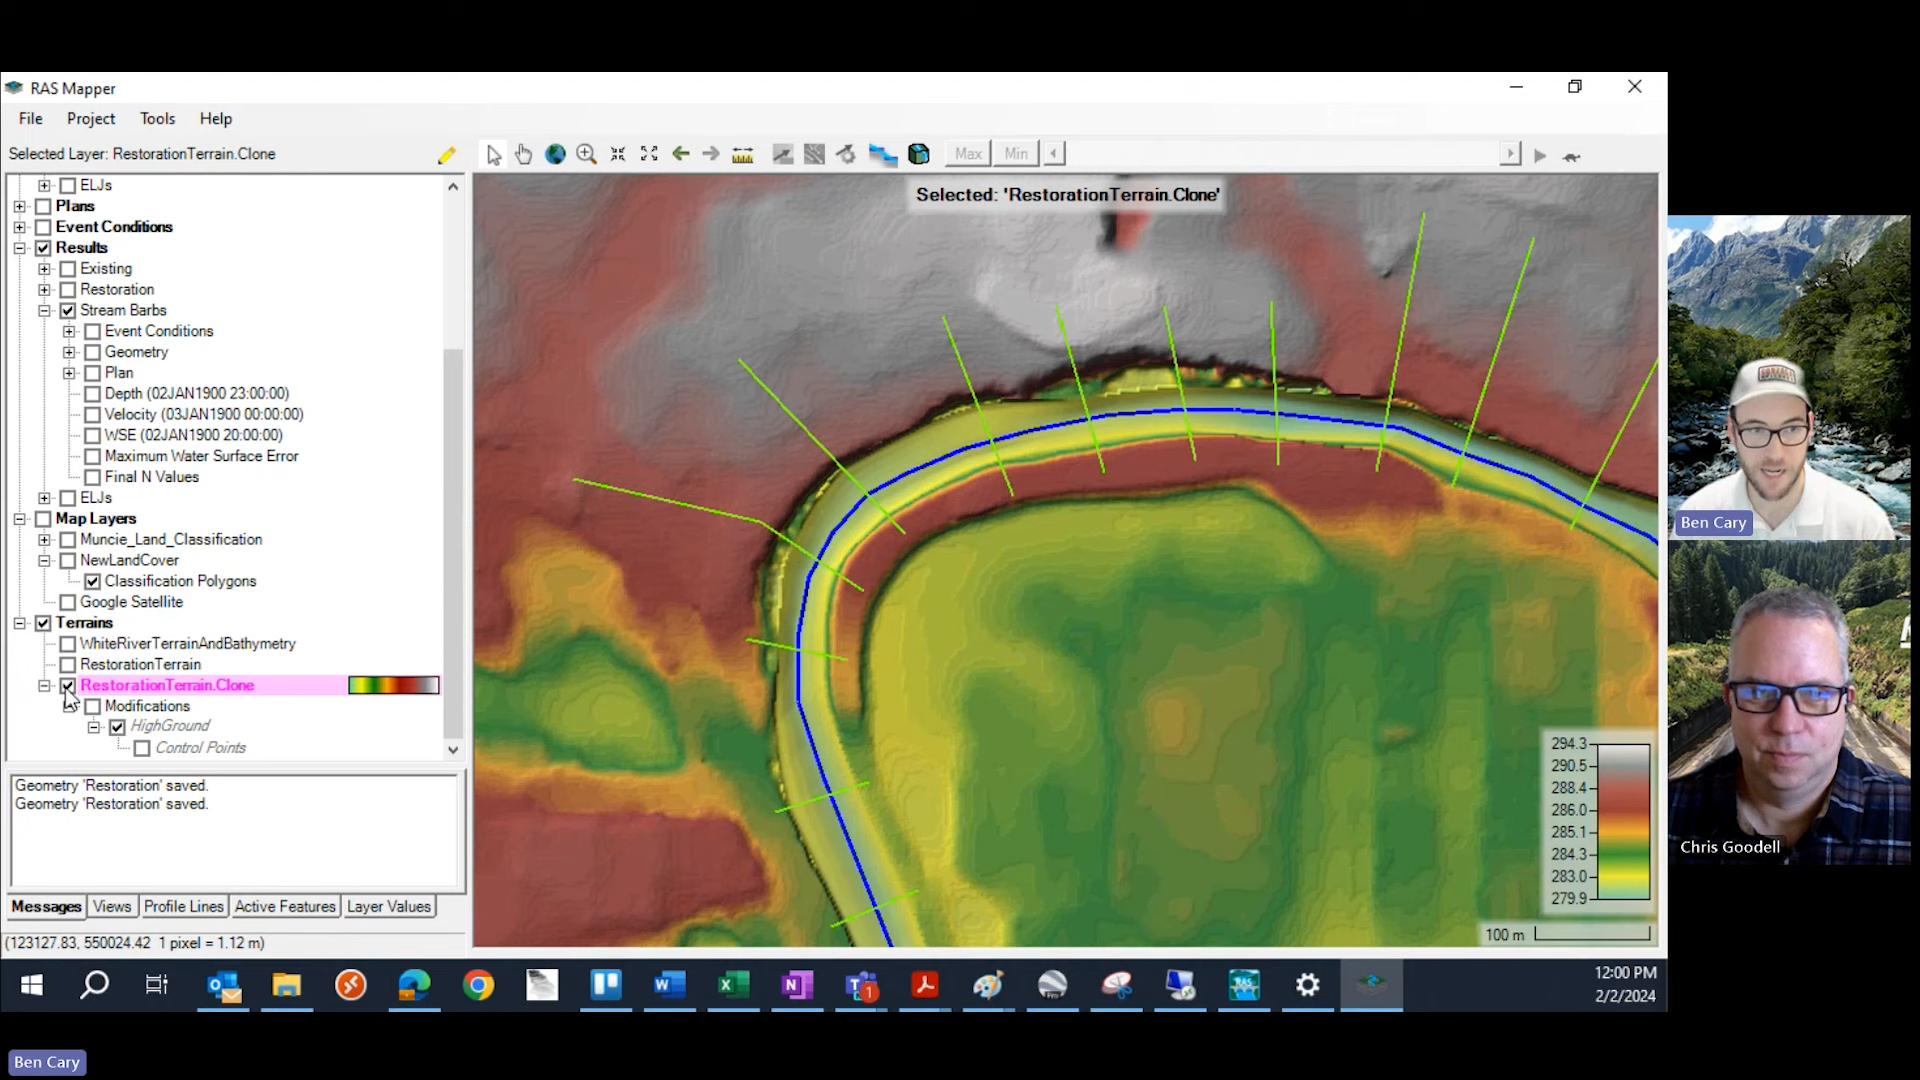 RAS Mapper
File Project Tools Help
Selected Layer: RestorationTerrain.Clone
Max Min
ELJs
Plans
Event Conditions
Results
Existing
Restoration
Stream Barbs
Event Conditions
Geometry
Plan
Depth (02JAN1900 23:00:00)
Velocity (03JAN1900 00:00:00)
WSE (02JAN1900 20:00:00)
Maximum Water Surface Error
Final N Values
ELJs
Map Layers
Muncie_Land_Classification
NewLandCover
Classification Polygons
Google Satellite
Terrains
WhiteRiverTerrainAndBathymetry
RestorationTerrain
RestorationTerrain.Clone
Modifications
HighGround
Control Points
Geometry 'Restoration' saved.
Geometry 'Restoration' saved.
Messages Views Profile Lines Active Features Layer Values
(123127.83, 550024.42 1 pixel = 1.12 m)
Selected: 'RestorationTerrain.Clone'
294.3
290.5
288.4
286.0
285.1
284.3
283.0
279.9
100 m
Ben Cary
Chris Goodell
12:00 PM
2/2/2024
Ben Cary